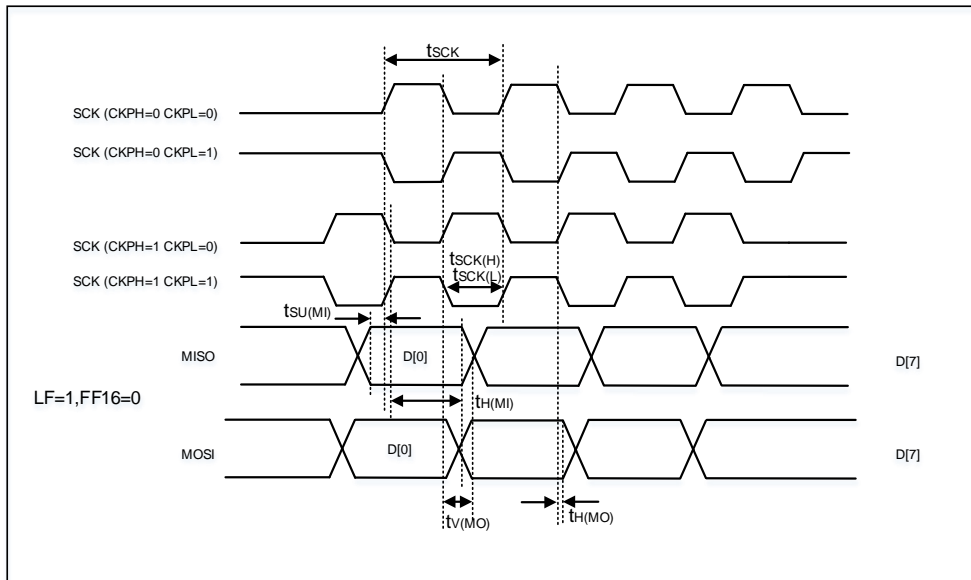 tSCK
SCK (CKPH=0 CKPL=0)
SCK (CKPH=0 CKPL=1)
SCK (CKPH=1 CKPL=0)
tSCK(H)
tSCK(L)
SCK (CKPH=1 CKPL=1)
tSU(MI)
MISO
D[0]
D[7]
LF=1,FF16=0
tH(MI)
MOSI
D[0]
D[7]
tV(MO)
tH(MO)